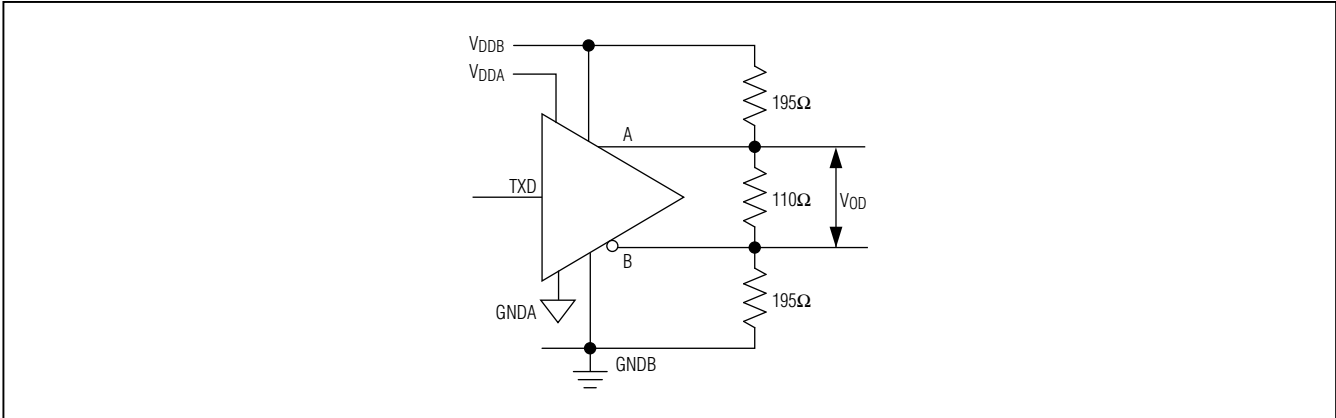 VDDB
VDDA
195Ω
A
TXD
110Ω
VOD
B
195Ω
GNDA
GNDB